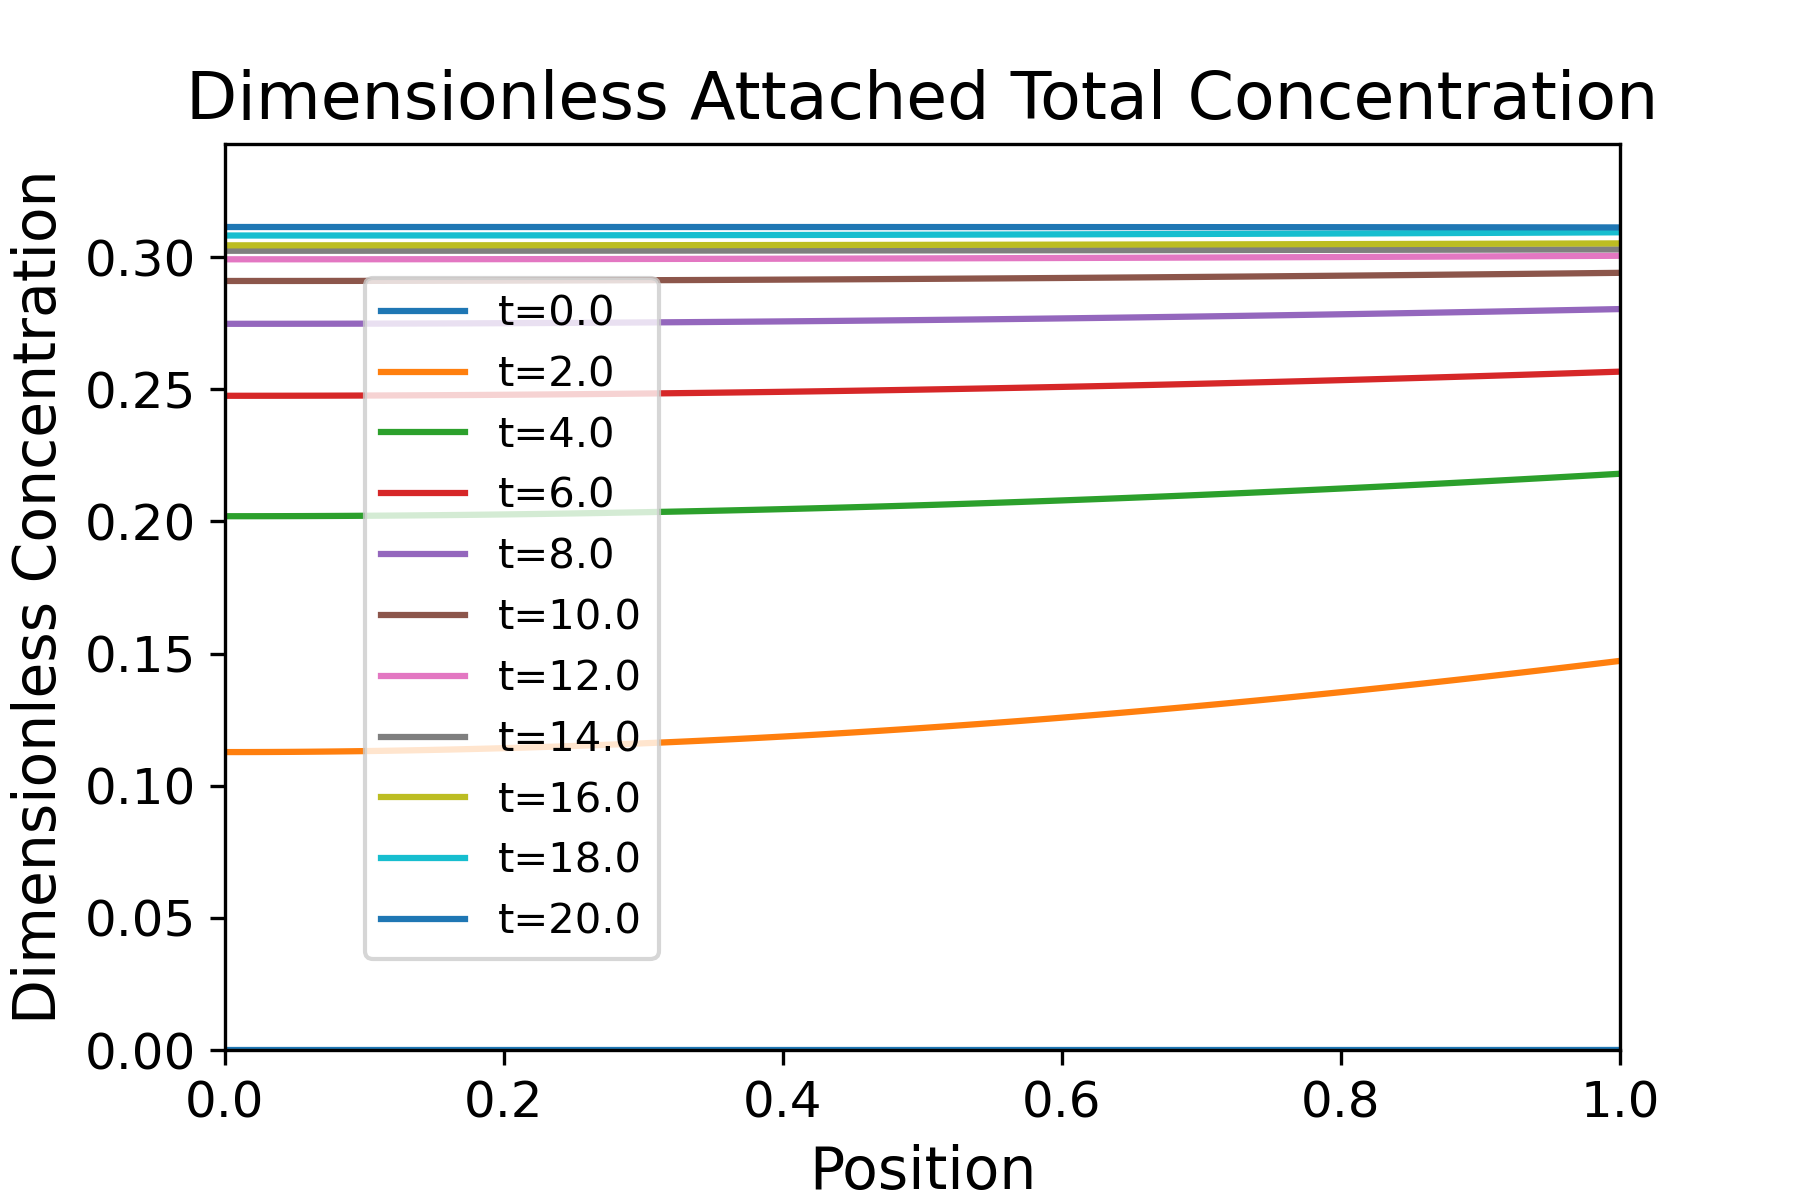 Dimensionless Attached Total Concentration
Dimensionless Concentration
0.30
0.25
0.20
0.15
0.10
0.05
0.00
t=0.0
t=2.0
t=4.0
t=6.0
t=8.0
t=10.0
t=12.0
t=14.0
t=16.0
t=18.0
t=20.0
0.0 0.2 0.4 0.6 0.8 1.0
Position